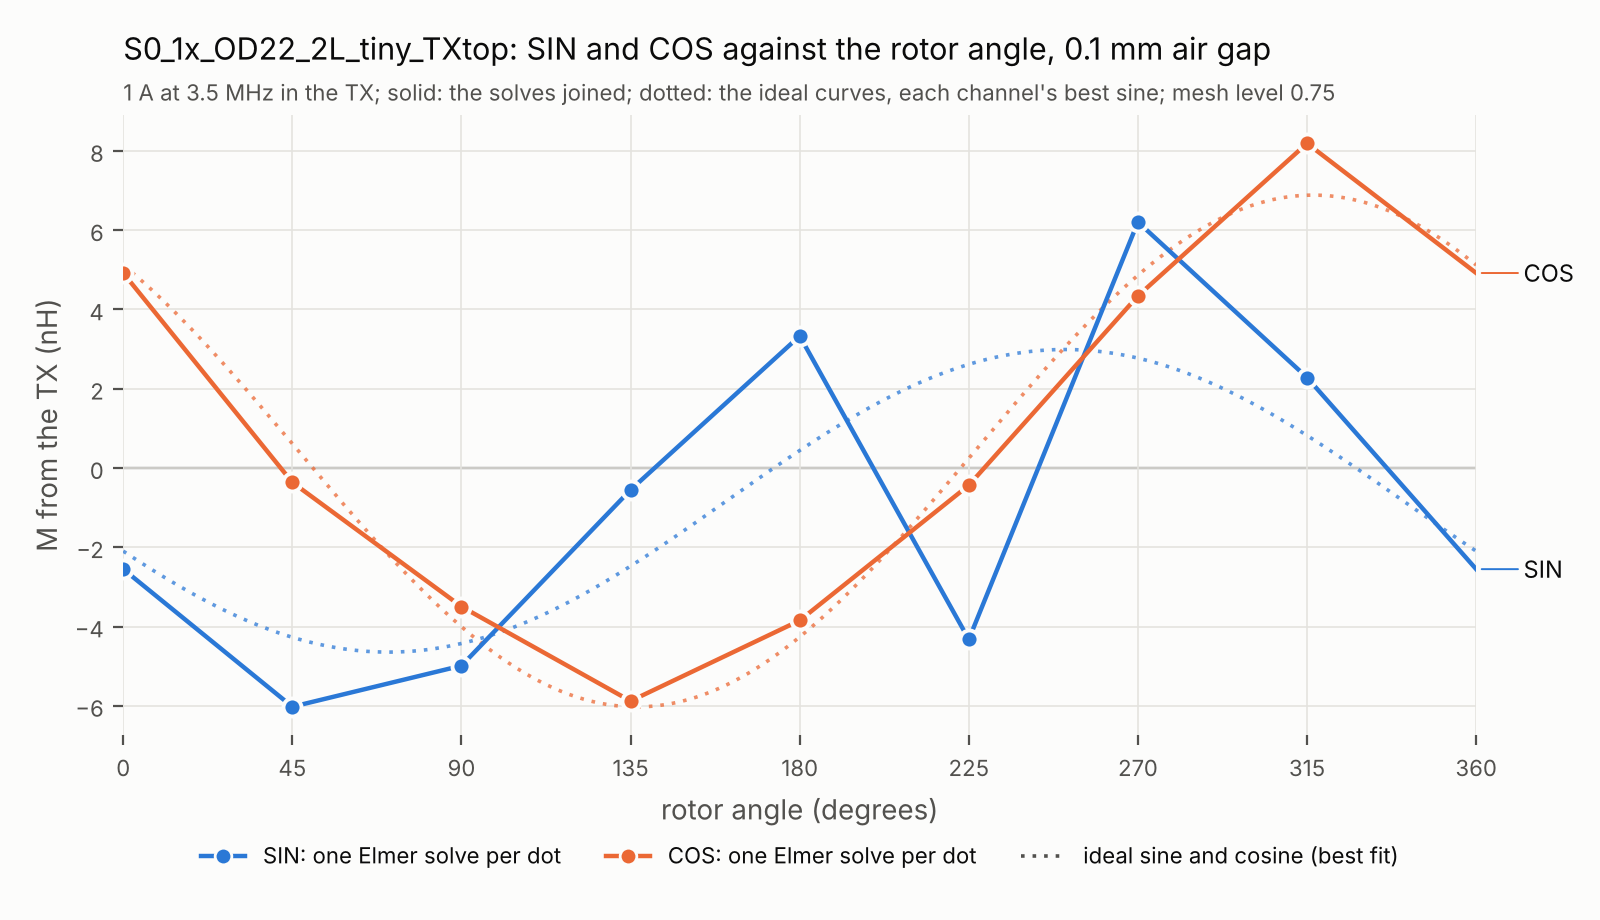 S0_1x_OD22_2L_tiny_TXtop: SIN and COS against the rotor angle, 0.1 mm air gap
1 A at 3.5 MHz in the TX; solid: the solves joined; dotted: the ideal curves, each channel's best sine; mesh level 0.75
M from the TX (nH)
8
6
4
2
0
−2
−4
−6
COS
SIN
0 45 90 135 180 225 270 315 360
rotor angle (degrees)
SIN: one Elmer solve per dot COS: one Elmer solve per dot ideal sine and cosine (best fit)